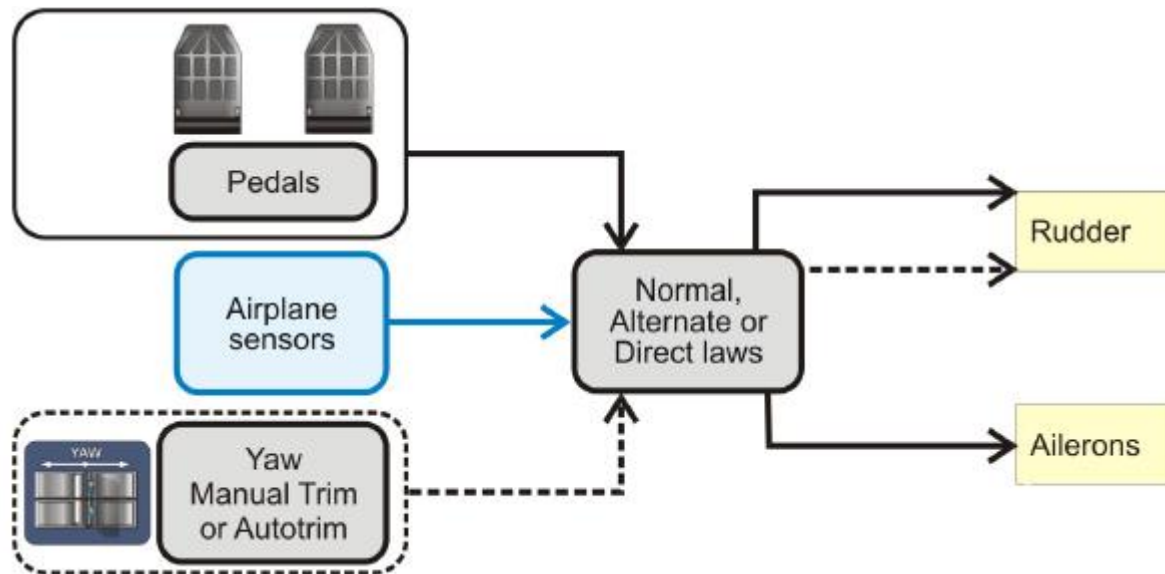 Pedals
Airplane
sensors
YAW
Yaw
Manual Trim
or Autotrim
Normal,
Alternate or
Direct laws
Rudder
Ailerons